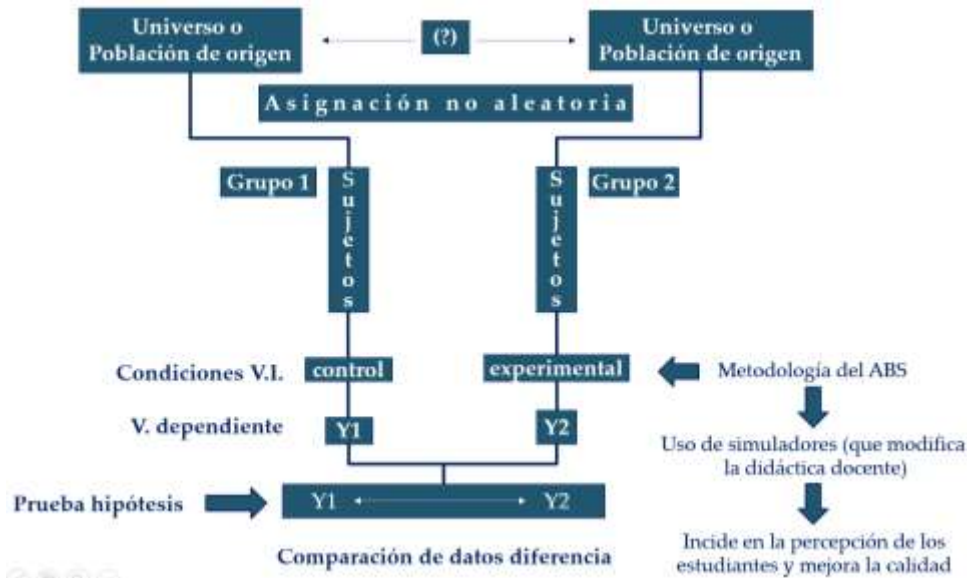 Universo o
Población de origen
(?)
Universo o
Población de origen
Asignación no aleatoria
Grupo 1
Sujetos
Sujetos
Grupo 2
Condiciones V.I.
control
experimental
Metodología del ABS
V. dependiente
Y1
Y2
Uso de simuladores (que modifica
la didáctica docente)
Prueba hipótesis
Y1
Y2
Comparación de datos diferencia
Incide en la percepción de los
estudiantes y mejora la calidad